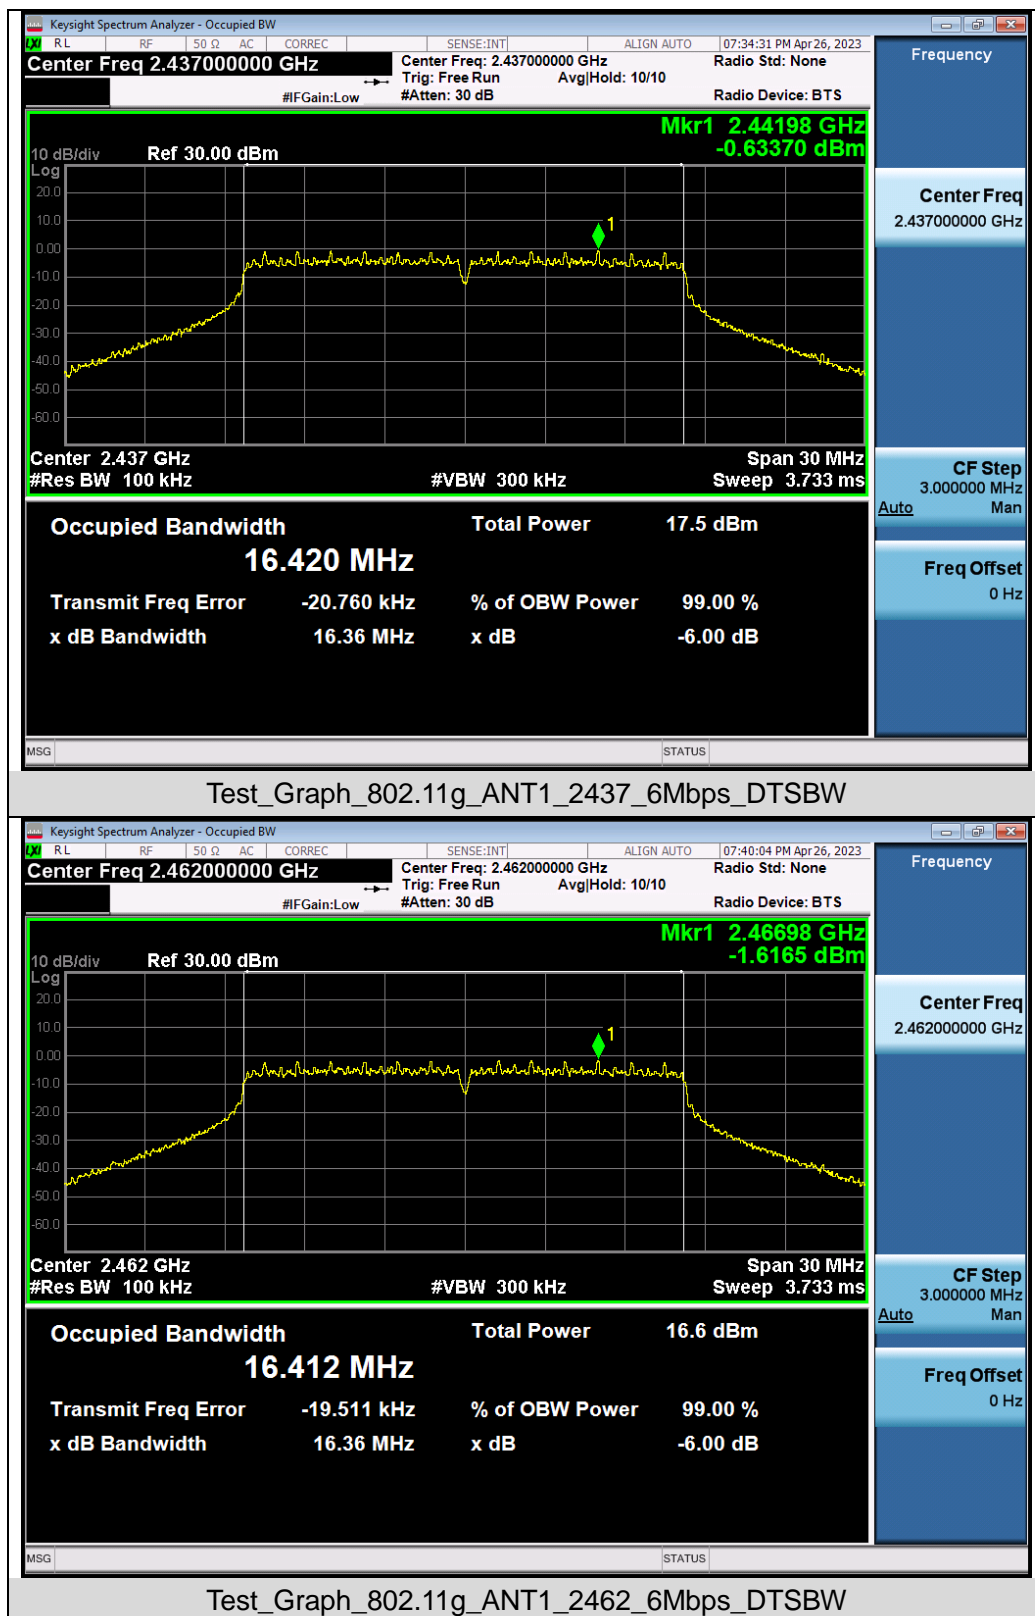 Keysight Spectrum Analyzer - Occupied BW
LXI RL RF 50 Ω AC CORREC SENSE:INT ALIGN AUTO 07:34:31 PM Apr 26, 2023
Center Freq 2.437000000 GHz Center Freq: 2.437000000 GHz Radio Std: None
Trig: Free Run Avg|Hold: 10/10
#IFGain:Low #Atten: 30 dB Radio Device: BTS
Frequency
Mkr1 2.44198 GHz
-0.63370 dBm
10 dB/div Ref 30.00 dBm
Log
20.0
10.0
0.00
-10.0
-20.0
-30.0
-40.0
-50.0
-60.0
1
Center 2.437 GHz Span 30 MHz
#Res BW 100 kHz #VBW 300 kHz Sweep 3.733 ms
Center Freq
2.437000000 GHz
CF Step
3.000000 MHz
Auto Man
Freq Offset
0 Hz
Occupied Bandwidth Total Power 17.5 dBm
16.420 MHz
Transmit Freq Error -20.760 kHz % of OBW Power 99.00 %
x dB Bandwidth 16.36 MHz x dB -6.00 dB
MSG STATUS
Test_Graph_802.11g_ANT1_2437_6Mbps_DTSBW
Keysight Spectrum Analyzer - Occupied BW
LXI RL RF 50 Ω AC CORREC SENSE:INT ALIGN AUTO 07:40:04 PM Apr 26, 2023
Center Freq 2.462000000 GHz Center Freq: 2.462000000 GHz Radio Std: None
Trig: Free Run Avg|Hold: 10/10
#IFGain:Low #Atten: 30 dB Radio Device: BTS
Frequency
Mkr1 2.46698 GHz
-1.6165 dBm
10 dB/div Ref 30.00 dBm
Log
20.0
10.0
0.00
-10.0
-20.0
-30.0
-40.0
-50.0
-60.0
1
Center 2.462 GHz Span 30 MHz
#Res BW 100 kHz #VBW 300 kHz Sweep 3.733 ms
Center Freq
2.462000000 GHz
CF Step
3.000000 MHz
Auto Man
Freq Offset
0 Hz
Occupied Bandwidth Total Power 16.6 dBm
16.412 MHz
Transmit Freq Error -19.511 kHz % of OBW Power 99.00 %
x dB Bandwidth 16.36 MHz x dB -6.00 dB
MSG STATUS
Test_Graph_802.11g_ANT1_2462_6Mbps_DTSBW